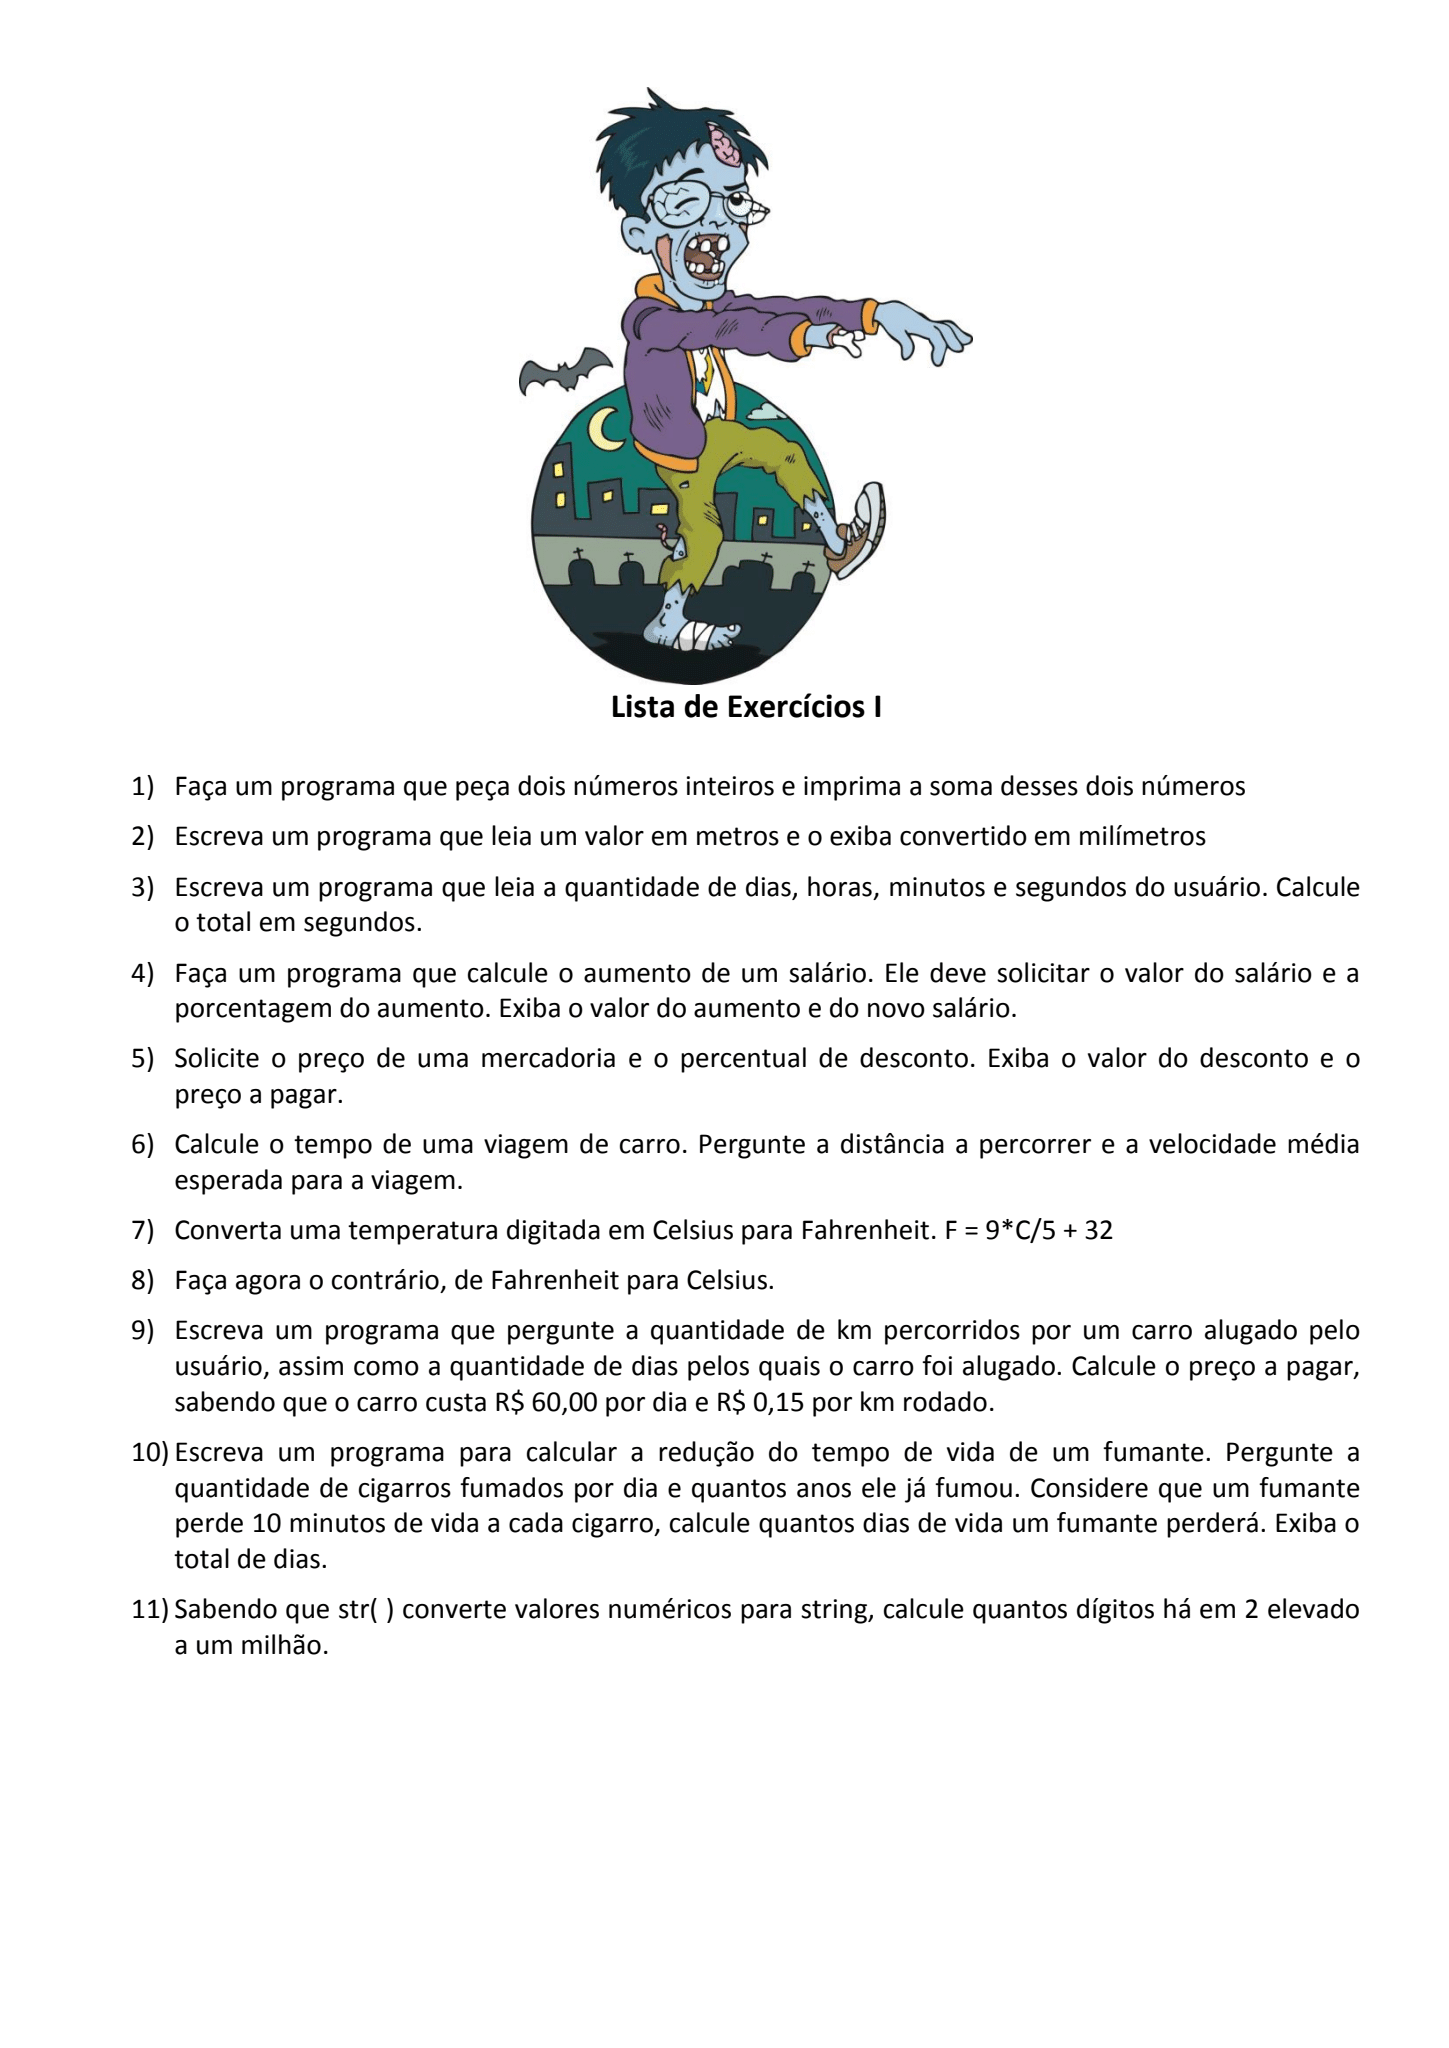 Lista de Exercícios I
1) Faça um programa que peça dois números inteiros e imprima a soma desses dois números
2) Escreva um programa que leia um valor em metros e o exiba convertido em milímetros
3) Escreva um programa que leia a quantidade de dias, horas, minutos e segundos do usuário. Calcule
o total em segundos.
4) Faça um programa que calcule o aumento de um salário. Ele deve solicitar o valor do salário e a
porcentagem do aumento. Exiba o valor do aumento e do novo salário.
5) Solicite o preço de uma mercadoria e o percentual de desconto. Exiba o valor do desconto e o
preço a pagar.
6) Calcule o tempo de uma viagem de carro. Pergunte a distância a percorrer e a velocidade média
esperada para a viagem.
7) Converta uma temperatura digitada em Celsius para Fahrenheit. F = 9*C/5 + 32
8) Faça agora o contrário, de Fahrenheit para Celsius.
9) Escreva um programa que pergunte a quantidade de km percorridos por um carro alugado pelo
usuário, assim como a quantidade de dias pelos quais o carro foi alugado. Calcule o preço a pagar,
sabendo que o carro custa R$ 60,00 por dia e R$ 0,15 por km rodado.
10) Escreva um programa para calcular a redução do tempo de vida de um fumante. Pergunte a
quantidade de cigarros fumados por dia e quantos anos ele já fumou. Considere que um fumante
perde 10 minutos de vida a cada cigarro, calcule quantos dias de vida um fumante perderá. Exiba o
total de dias.
11) Sabendo que str( ) converte valores numéricos para string, calcule quantos dígitos há em 2 elevado
a um milhão.